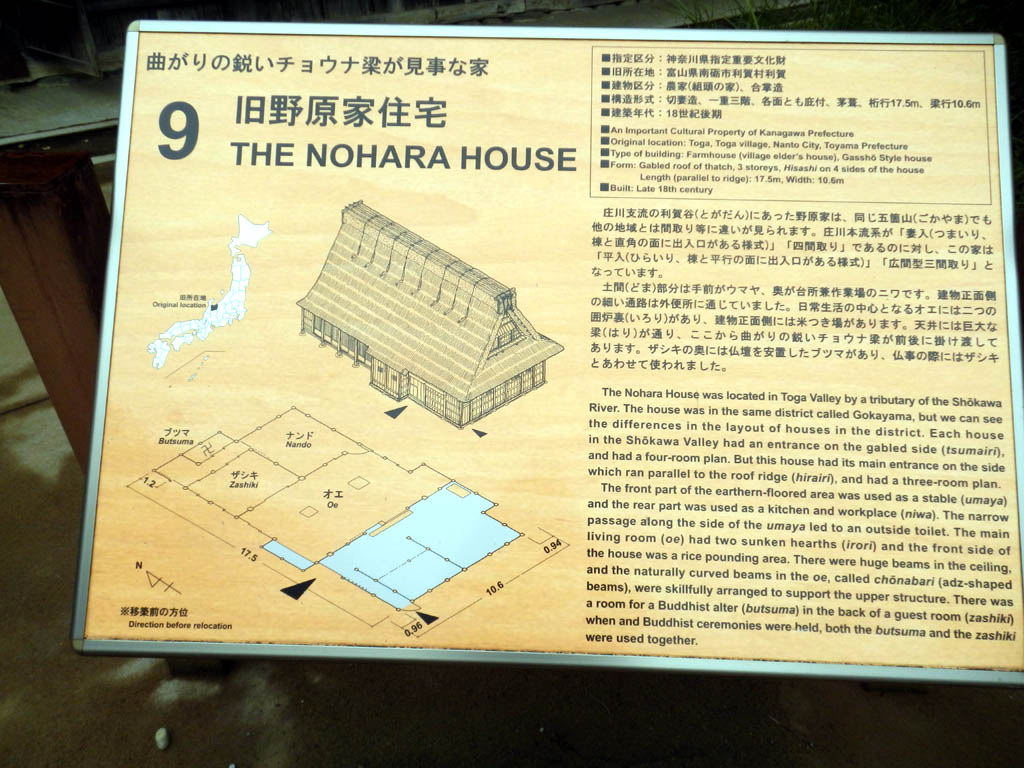 曲がりの鋭いチョウナ梁が見事な家
9
旧野原家住宅
THE NOHARA HOUSE
■指定区分：神奈川県指定重要文化財
■旧所在地：富山県南砺市利賀村利賀
■建物区分：農家(組頭の家)、合掌造
■構造形式：切妻造、一重三階、各面とも庇付、茅葺、桁行17.5m、梁行10.6m
■建築年代：18世紀後期
■An Important Cultural Property of Kanagawa Prefecture
■Original location: Toga, Toga village, Nanto City, Toyama Prefecture
■Type of building: Farmhouse (village elder's house), Gasshō Style house
■Form: Gabled roof of thatch, 3 storeys, Hisashi on 4 sides of the house
Length (parallel to ridge): 17.5m, Width: 10.6m
■Built: Late 18th century
庄川支流の利賀谷(とがだん)にあった野原家は、同じ五箇山(ごかやま)でも
他の地域とは間取り等に違いが見られます。庄川本流系が「妻入(つまいり、
棟と直角の面に出入口がある様式)」「四間取り」であるのに対し、この家は
「平入(ひらいり、棟と平行の面に出入口がある様式)」「広間型三間取り」と
なっています。
土間(どま)部分は手前がウマヤ、奥が台所兼作業場のニワです。建物正面側
の細い通路は外便所に通じていました。日常生活の中心となるオエには二つの
囲炉裏(いろり)があり、建物正面側には米つき場があります。天井には巨大な
梁(はり)が通り、ここから曲がりの鋭いチョウナ梁が前後に掛け渡して
あります。ザシキの奥には仏壇を安置したブツマがあり、仏事の際にはザシキ
とあわせて使われました。
The Nohara House was located in Toga Valley by a tributary of the Shōkawa
River. The house was in the same district called Gokayama, but we can see
the differences in the layout of houses in the district. Each house
in the Shōkawa Valley had an entrance on the gabled side (tsumairi),
and had a four-room plan. But this house had its main entrance on the side
which ran parallel to the roof ridge (hirairi), and had a three-room plan.
The front part of the earthern-floored area was used as a stable (umaya)
and the rear part was used as a kitchen and workplace (niwa). The narrow
passage along the side of the umaya led to an outside toilet. The main
living room (oe) had two sunken hearths (irori) and the front side of
the house was a rice pounding area. There were huge beams in the ceiling,
and the naturally curved beams in the oe, called chōnabari (adz-shaped
beams), were skillfully arranged to support the upper structure. There was
a room for a Buddhist alter (butsuma) in the back of a guest room (zashiki)
when and Buddhist ceremonies were held, both the butsuma and the zashiki
were used together.
旧所在地
Original location
ブツマ
Butsuma
卍
ナンド
Nando
ザシキ
Zashiki
オエ
Oe
1.2
17.5
0.94
10.6
0.96
N
※移築前の方位
Direction before relocation